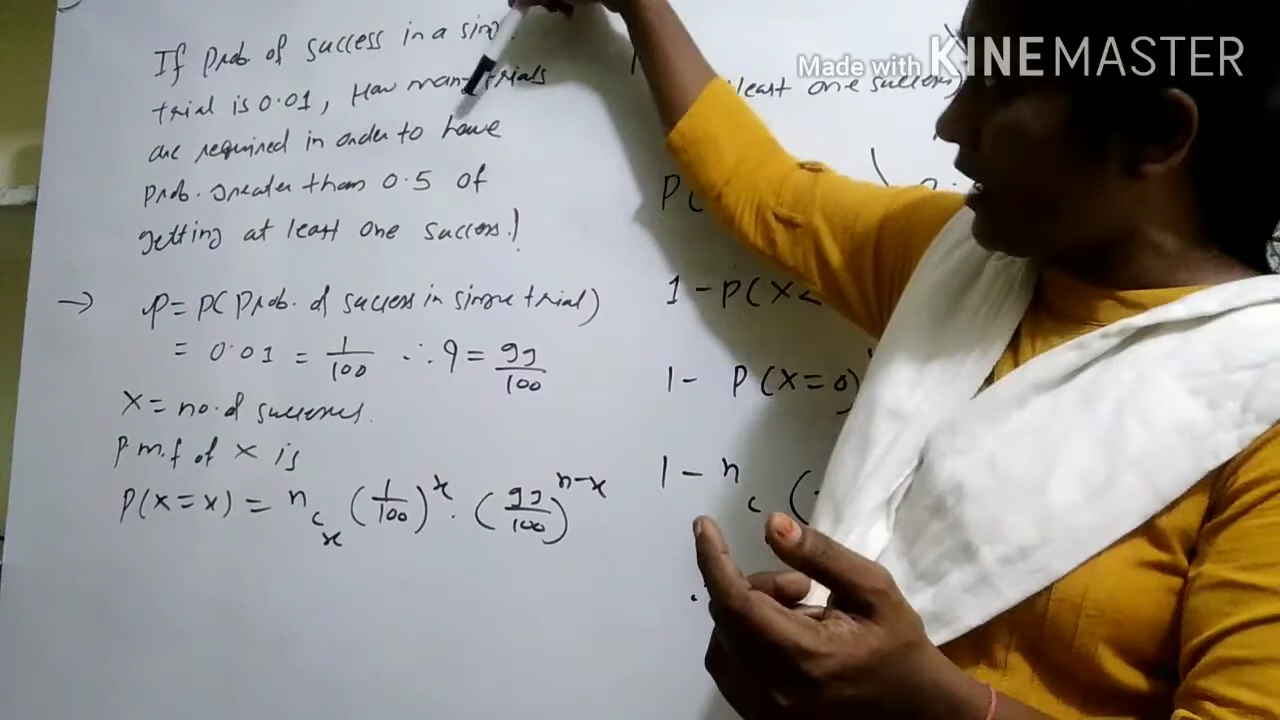 If Prob. of success in a
trial is 0.01, How many trials
are required in order to have
Prob. greater than 0.5 of
getting at least one success.!
→ p = P( Prob. of success in single trial)
= 0.01 = 1/100 ∴ q = 99/100
X = no. of successes.
P.m.f of X is
P(X = x) = n c x (1/100)^x . (99/100)^n-x
Made with KINEMASTER
least one success)
P(
1 - P(X <
1 - P(X = 0)
1 - n c (